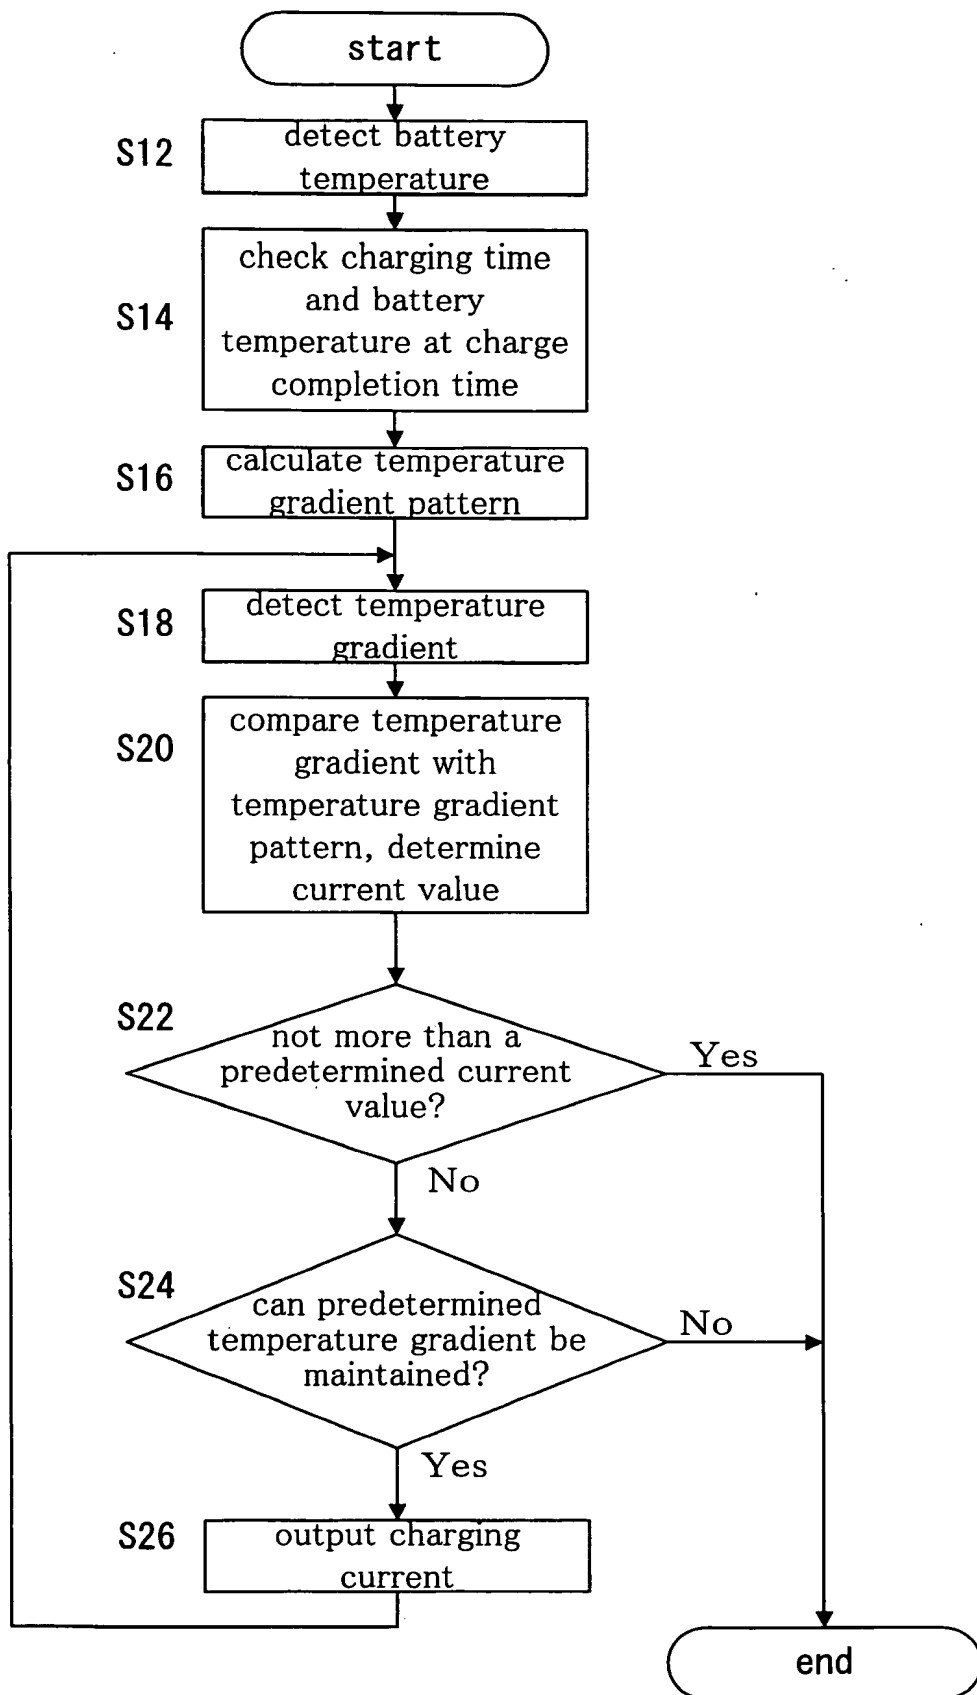 start
S12
detect battery
temperature
S14
check charging time
and battery
temperature at charge
completion time
S16
calculate temperature
gradient pattern
S18
detect temperature
gradient
S20
compare temperature
gradient with
temperature gradient
pattern, determine
current value
S22
not more than a
predetermined current
value?
Yes
No
S24
can predetermined
temperature gradient be
maintained?
No
Yes
S26
output charging
current
end